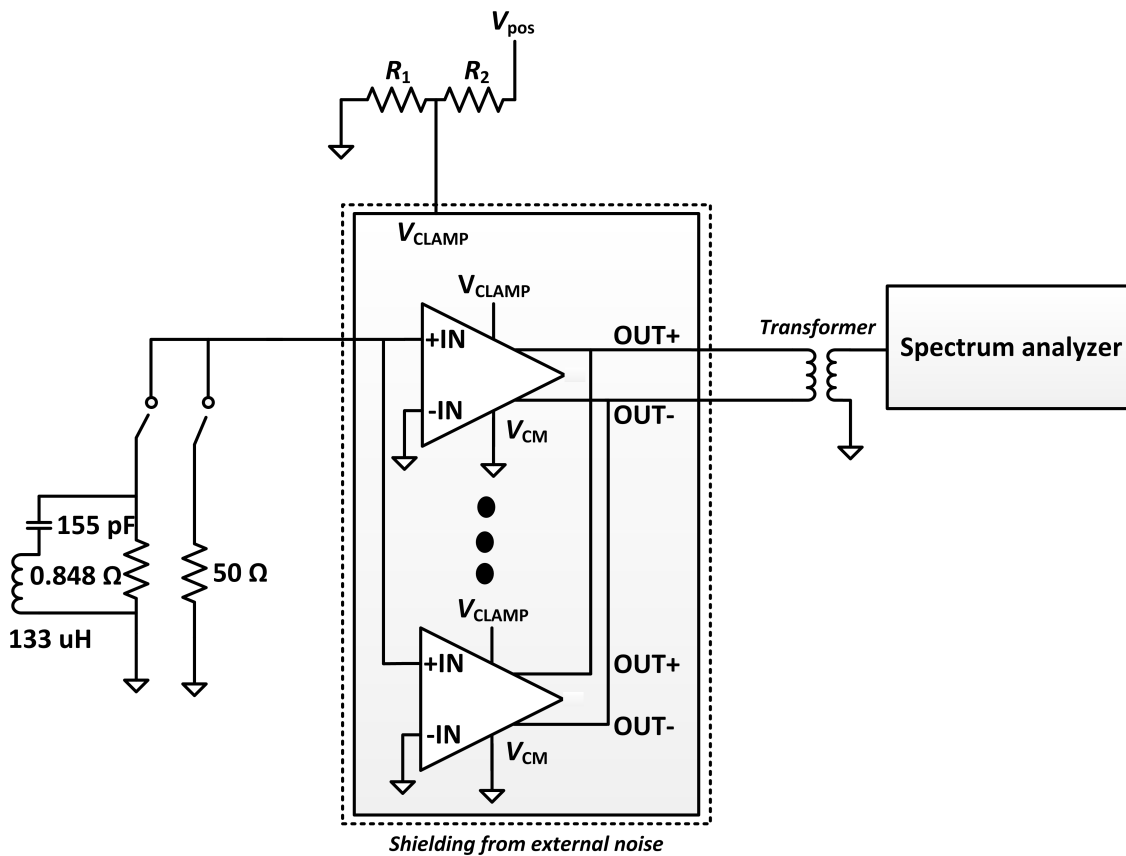 Vpos
R1
R2
VCLAMP
VCLAMP
+IN
-IN
VCM
OUT+
OUT-
Transformer
Spectrum analyzer
155 pF
0.848 Ω
133 uH
50 Ω
VCLAMP
+IN
-IN
VCM
OUT+
OUT-
Shielding from external noise